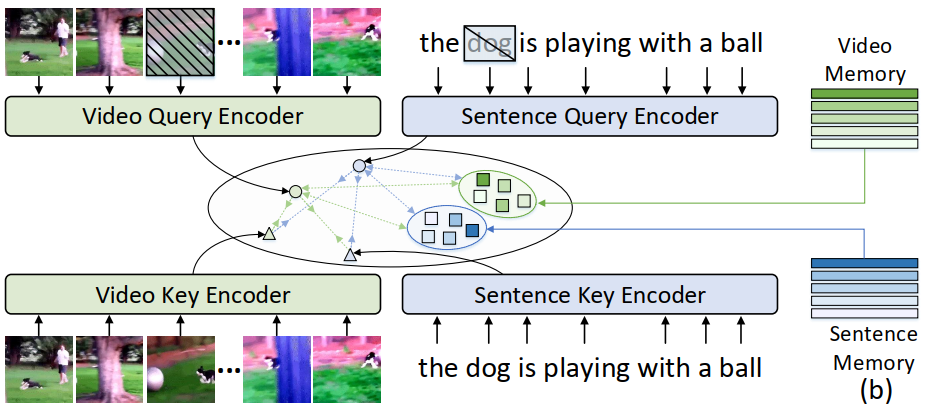 the dog is playing with a ball
Video
Memory
Video Query Encoder
Sentence Query Encoder
Video Key Encoder
Sentence Key Encoder
the dog is playing with a ball
Sentence
Memory
(b)